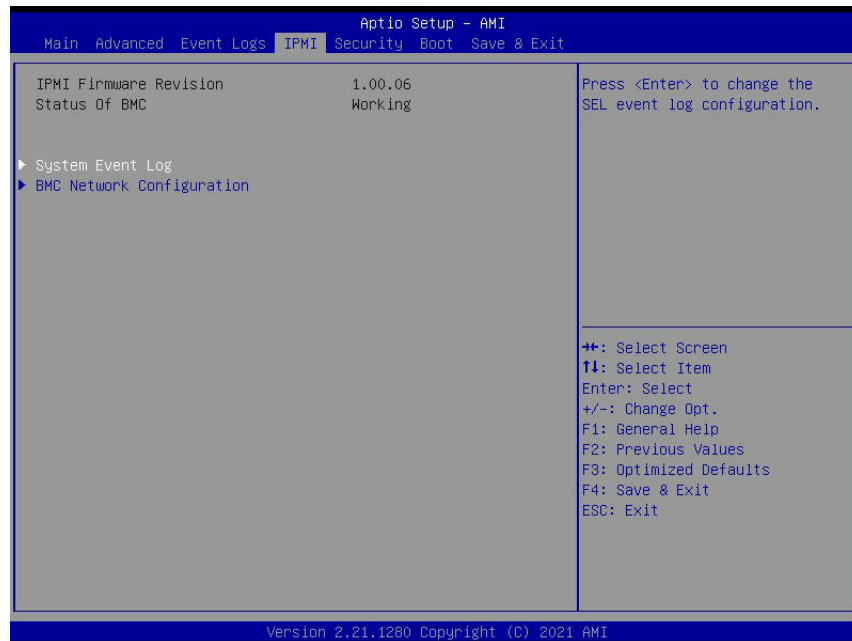 Aptio Setup - AMI
Main Advanced Event Logs IPMI Security Boot Save & Exit
IPMI Firmware Revision 1.00.06
Status Of BMC Working
▶ System Event Log
▶ BMC Network Configuration
Press <Enter> to change the
SEL event log configuration.
→←: Select Screen
↑↓: Select Item
Enter: Select
+/-: Change Opt.
F1: General Help
F2: Previous Values
F3: Optimized Defaults
F4: Save & Exit
ESC: Exit
Version 2.21.1280 Copyright (C) 2021 AMI